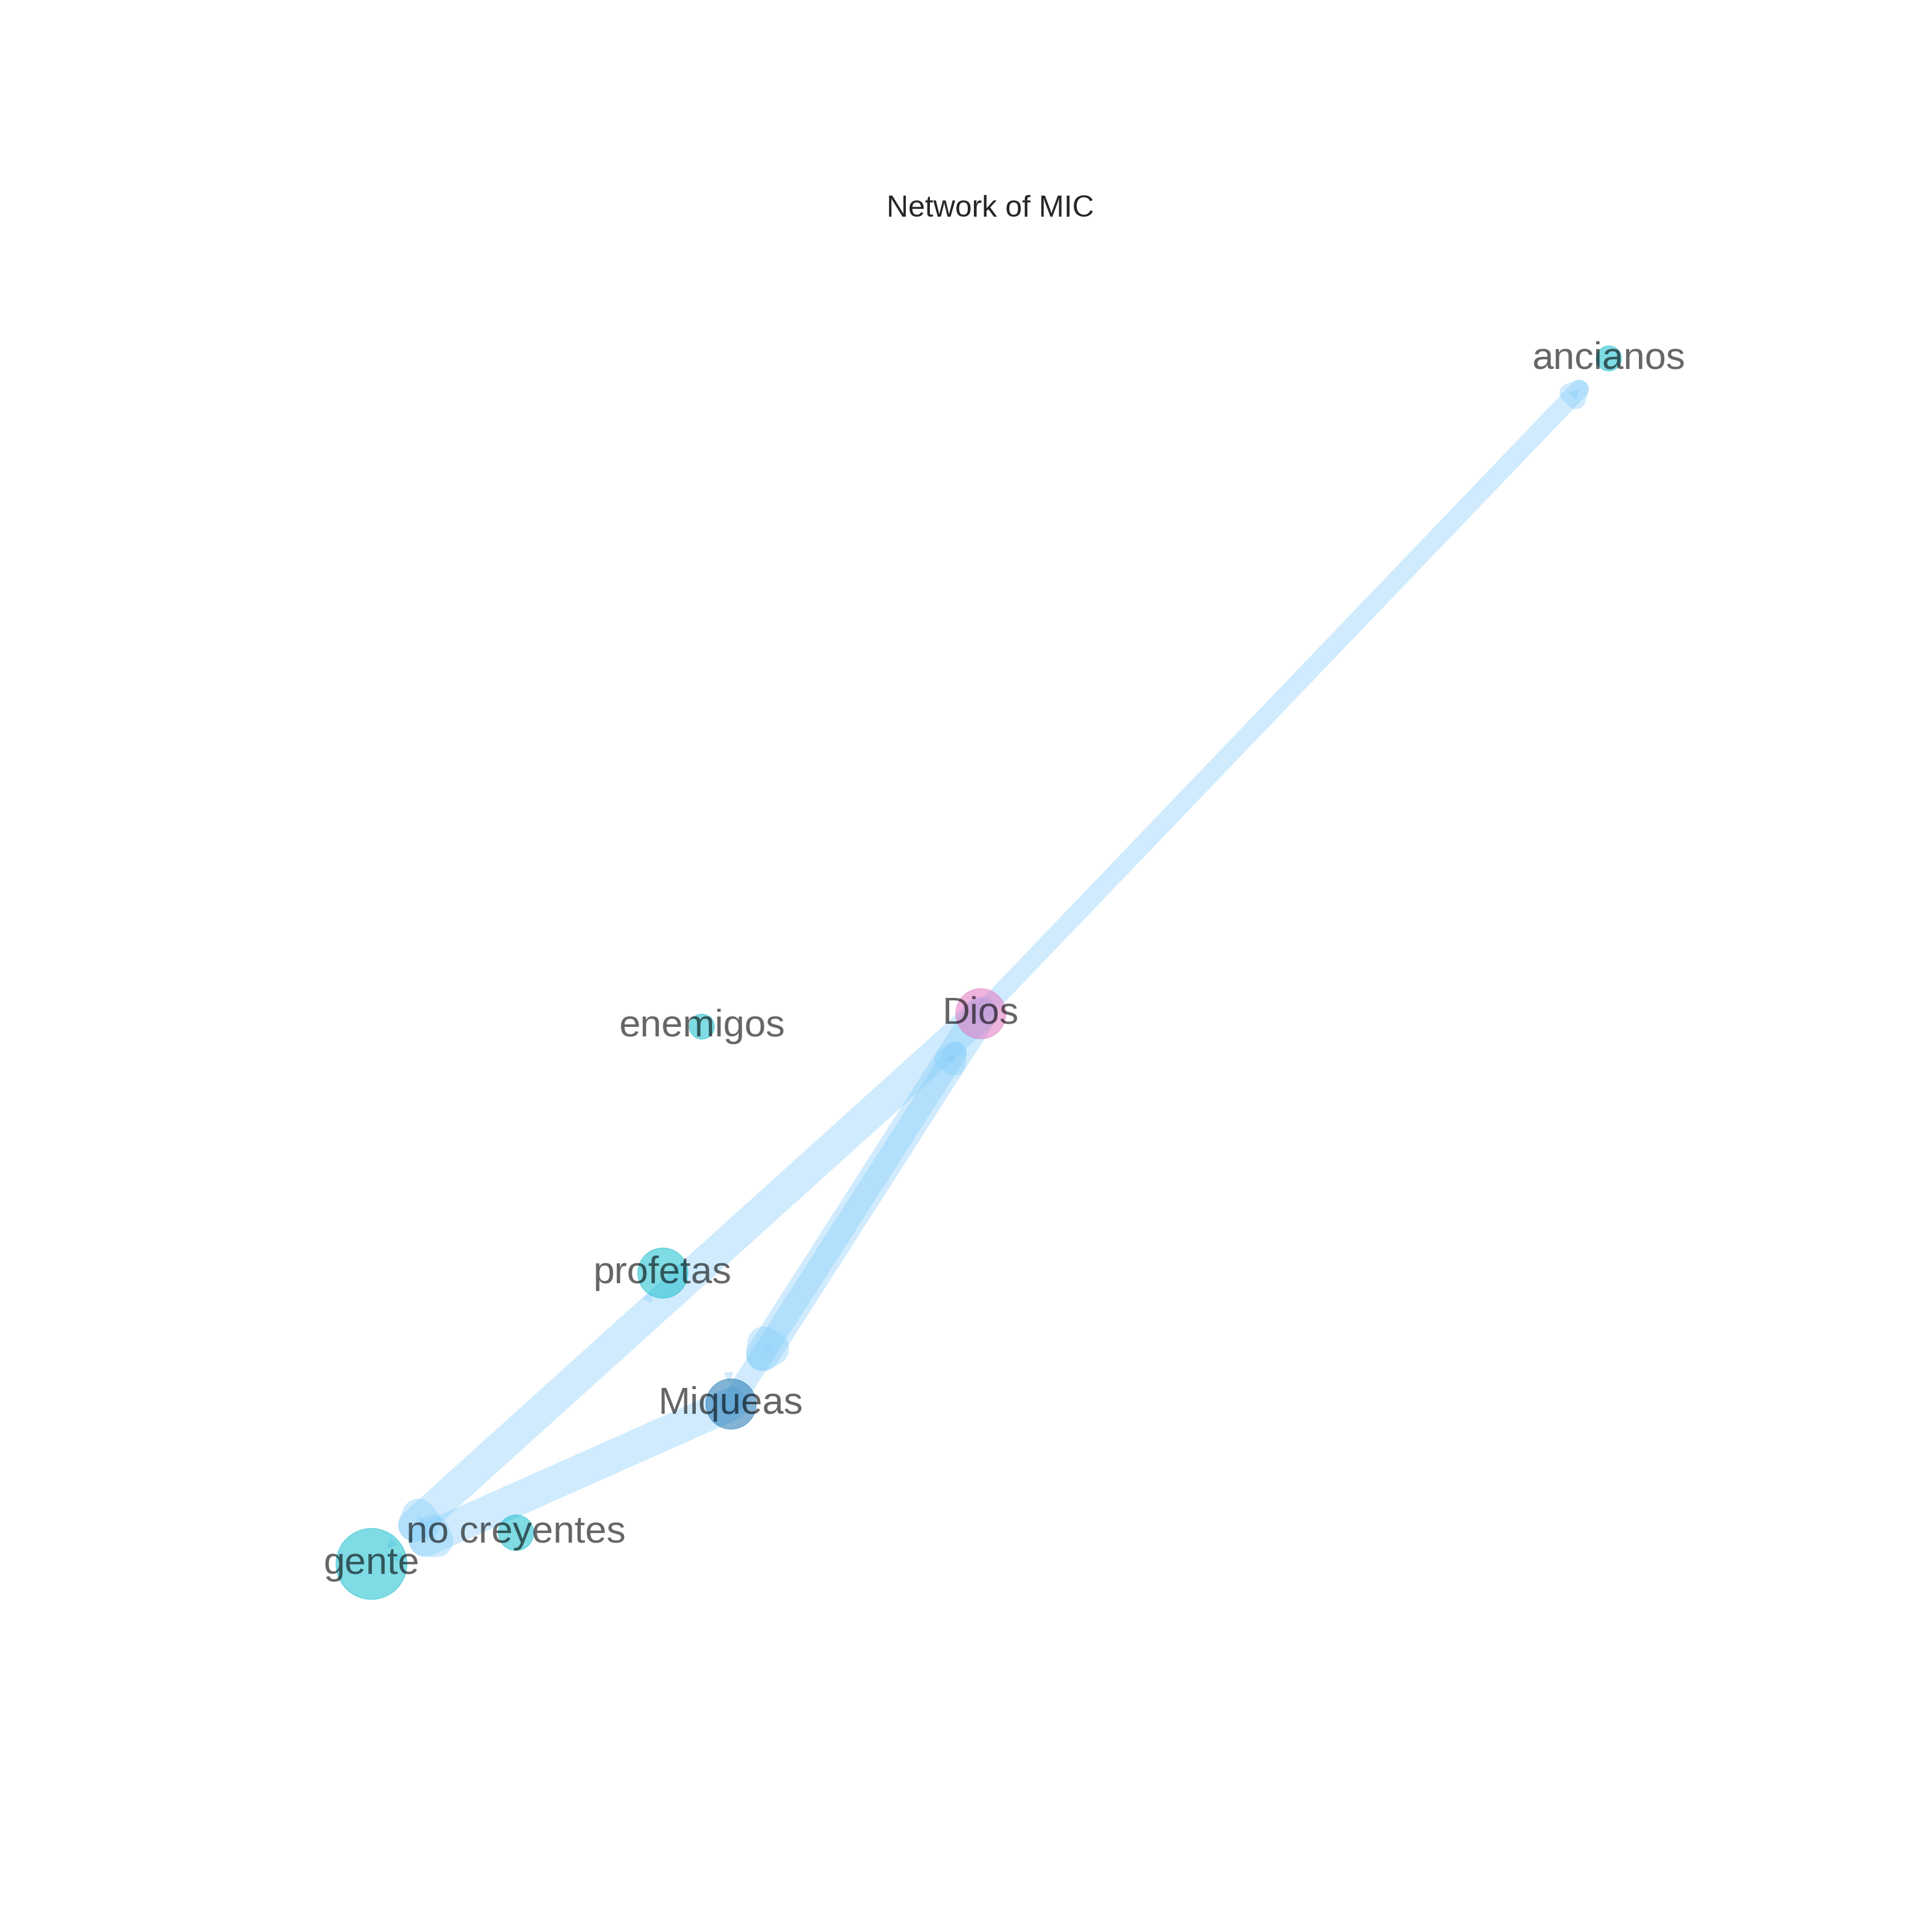 Network of MIC
ancianos
Dios
enemigos
profetas
Miqueas
no creyentes
gente